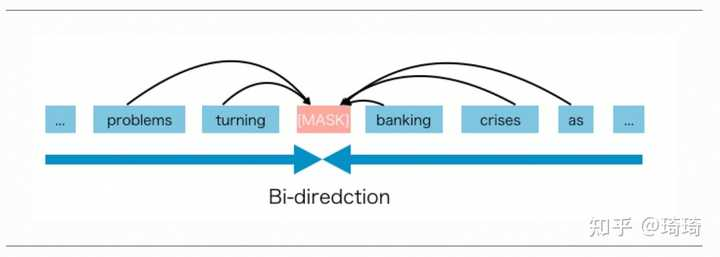 ... problems turning [MASK] banking crises as ...
Bi-diredction
知乎 @琦琦